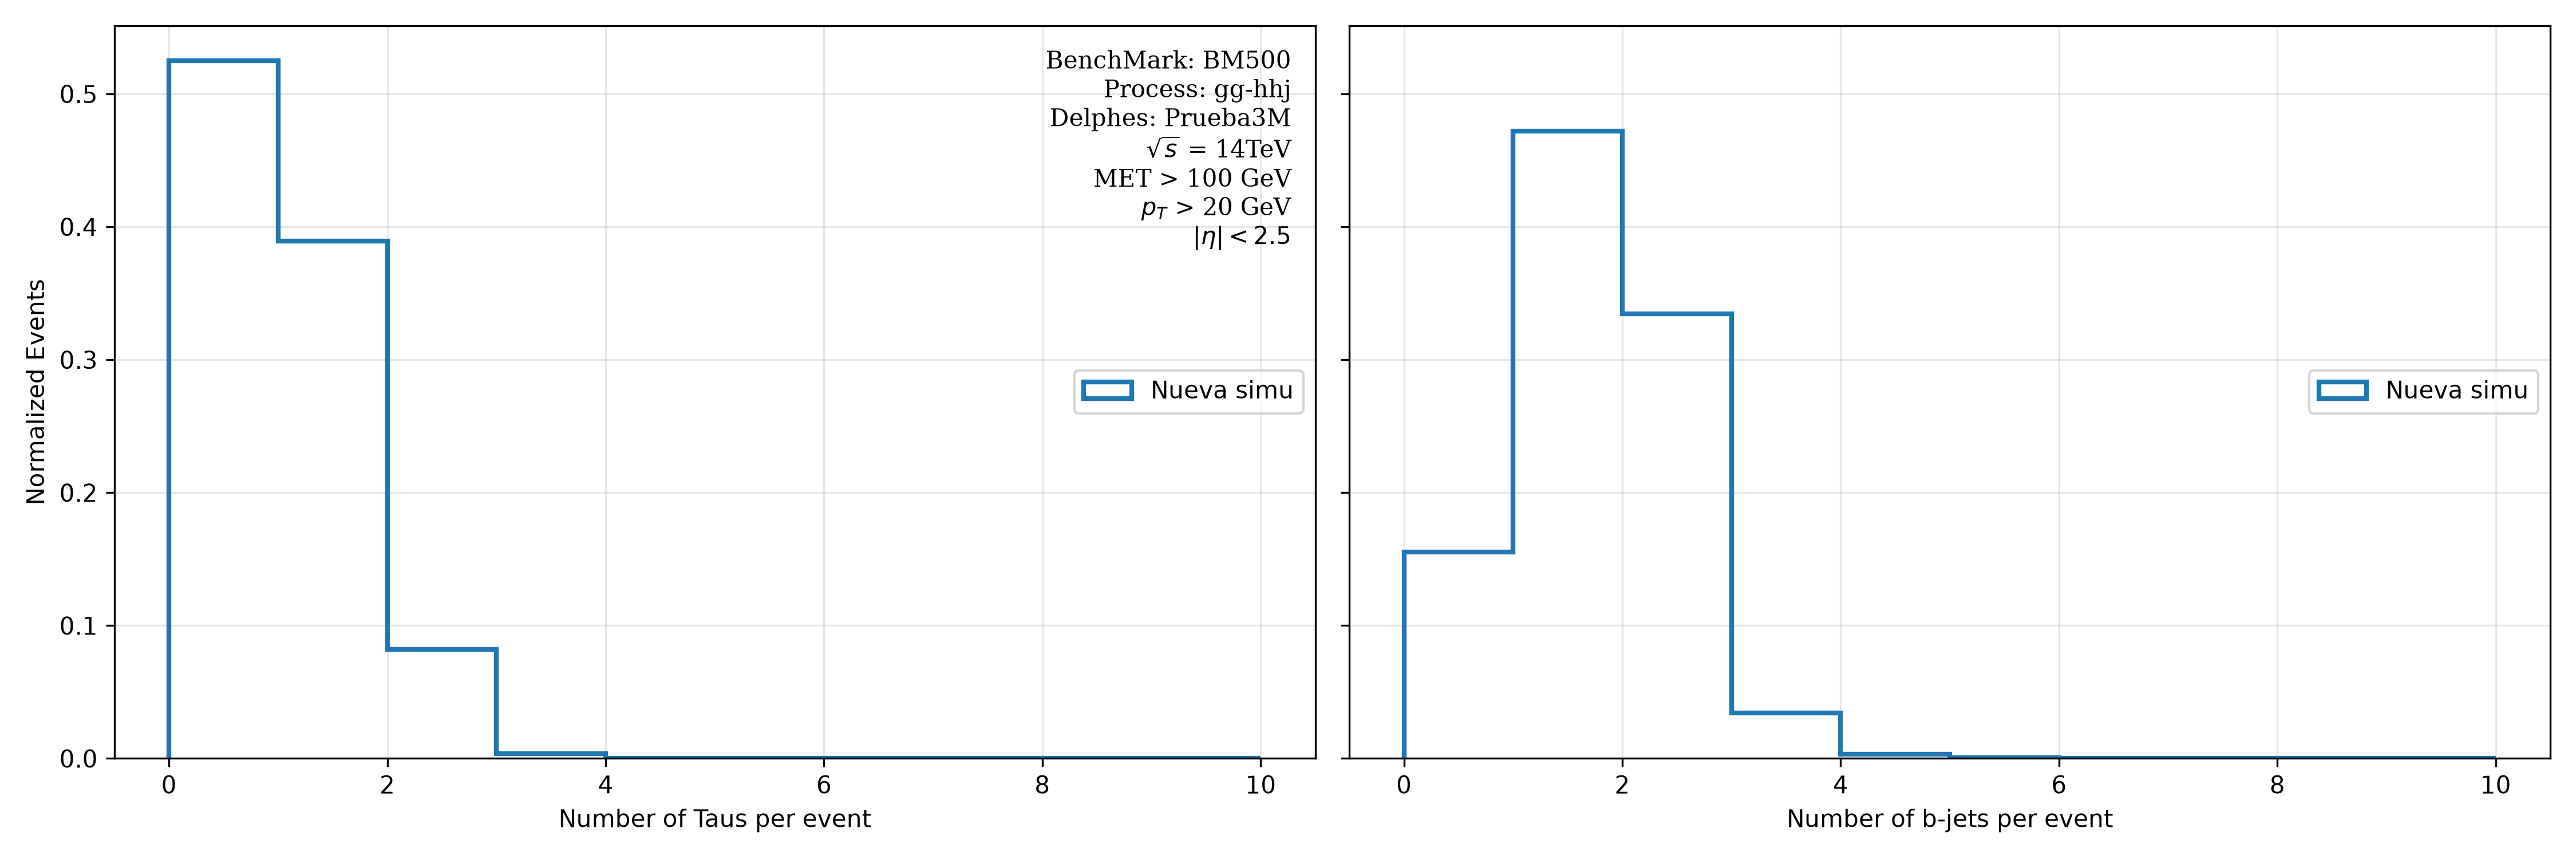 BenchMark: BM500
Process: gg-hhj
Delphes: Prueba3M
√s = 14TeV
MET > 100 GeV
p_T > 20 GeV
|η| < 2.5
Nueva simu
Normalized Events
0.5
0.4
0.3
0.2
0.1
0.0
0 2 4 6 8 10
Number of Taus per event
Nueva simu
0 2 4 6 8 10
Number of b-jets per event